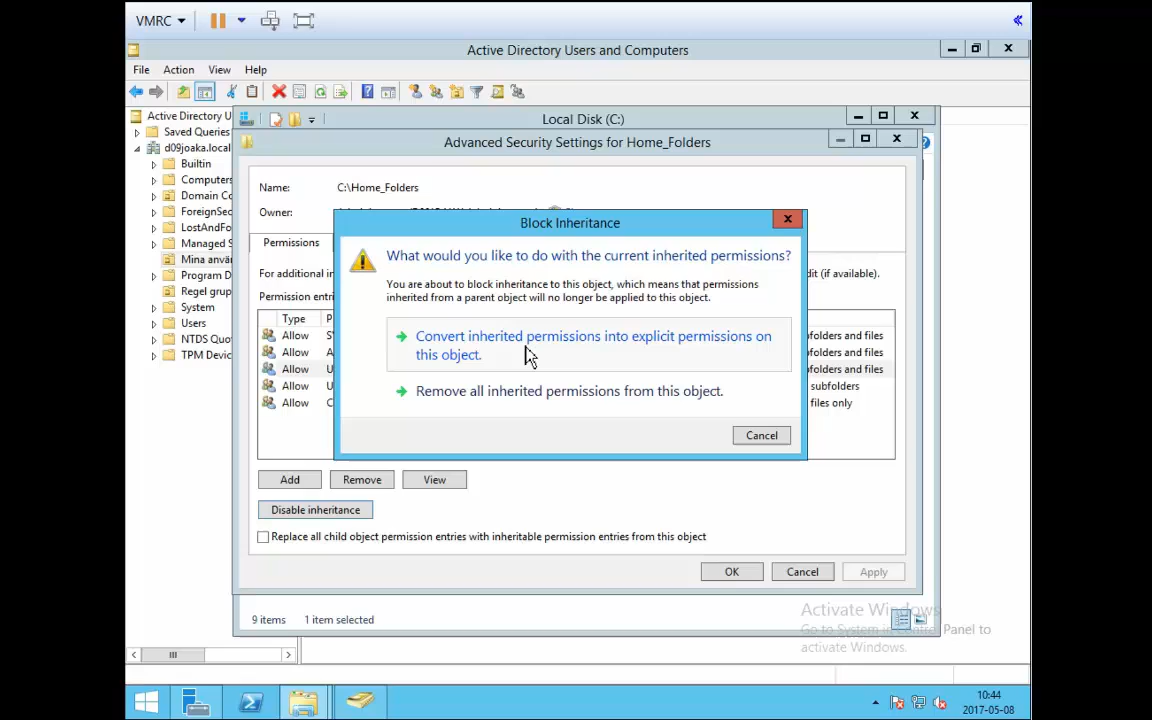 VMRC
Active Directory Users and Computers
File Action View Help
Active Directory U
Saved Queries
d09joaka.local
Builtin
Computers
Domain Co
ForeignSec
LostAndFo
Managed S
Mina anvär
Program D
Regel grup
System
Users
NTDS Quot
TPM Devic
Local Disk (C:)
Advanced Security Settings for Home_Folders
Name: C:\Home_Folders
Owner:
Permissions
For additional in
dit (if available).
Permission entri
Type P
Allow S
bfolders and files
Allow A
bfolders and files
Allow U
bfolders and files
Allow U
subfolders
Allow C
files only
Block Inheritance
What would you like to do with the current inherited permissions?
You are about to block inheritance to this object, which means that permissions
inherited from a parent object will no longer be applied to this object.
Convert inherited permissions into explicit permissions on
this object.
Remove all inherited permissions from this object.
Cancel
Add Remove View
Disable inheritance
Replace all child object permission entries with inheritable permission entries from this object
OK Cancel Apply
9 items 1 item selected
Activate Windows
Go to System in Control Panel to
activate Windows.
10:44
2017-05-08